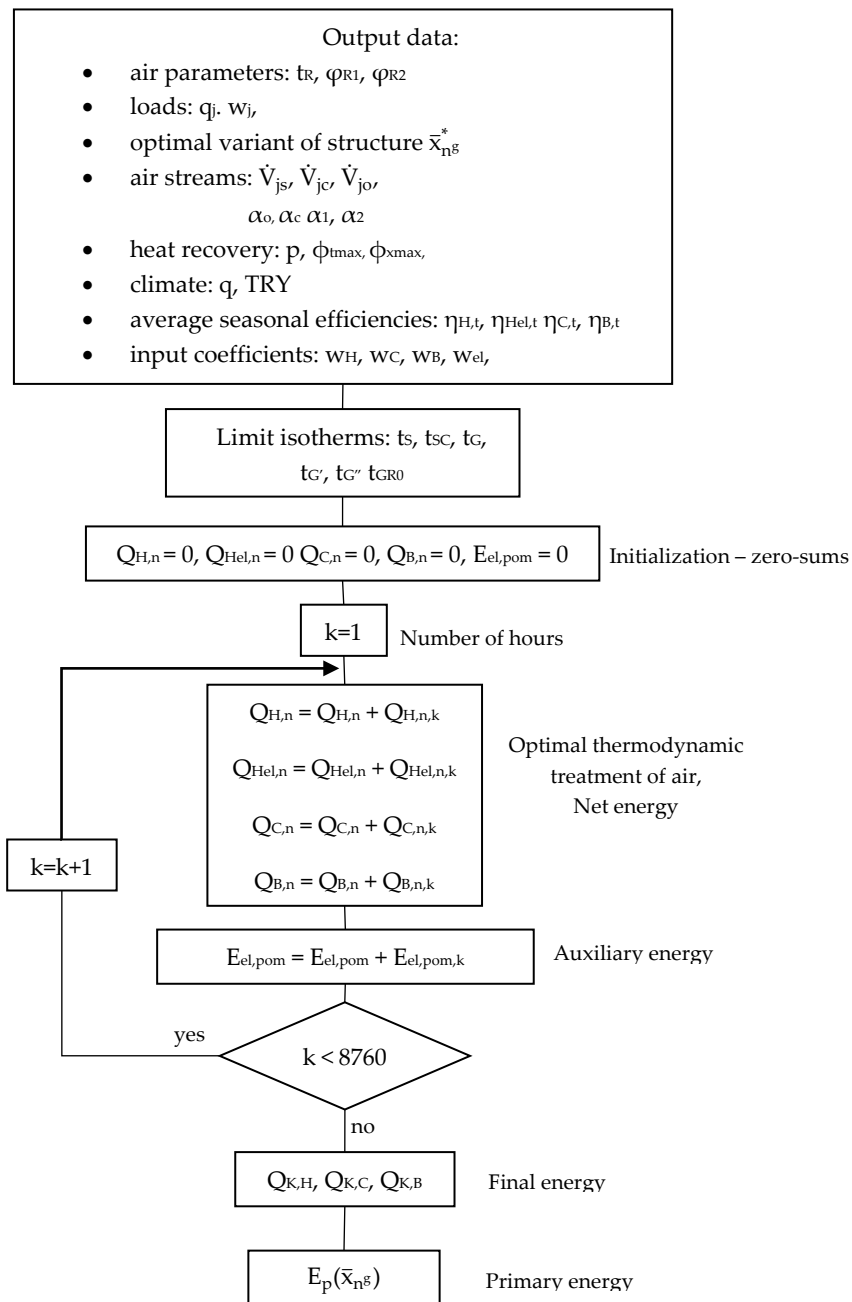 Output data:
• air parameters: tR, φR1, φR2
• loads: qj. wj,
• optimal variant of structure x̄*ng
• air streams: V̇js, V̇jc, V̇jo,
αo, αc α1, α2
• heat recovery: p, ϕtmax, ϕxmax,
• climate: q, TRY
• average seasonal efficiencies: ηH,t, ηHel,t ηC,t, ηB,t
• input coefficients: wH, wC, wB, wel,
Limit isotherms: tS, tSC, tG,
tG′, tG″ tGR0
QH,n = 0, QHel,n = 0 QC,n = 0, QB,n = 0, Eel,pom = 0
Initialization – zero-sums
k=1
Number of hours
QH,n = QH,n + QH,n,k
QHel,n = QHel,n + QHel,n,k
QC,n = QC,n + QC,n,k
QB,n = QB,n + QB,n,k
Optimal thermodynamic
treatment of air,
Net energy
k=k+1
Eel,pom = Eel,pom + Eel,pom,k
Auxiliary energy
yes
k < 8760
no
QK,H, QK,C, QK,B
Final energy
Ep(x̄ng)
Primary energy